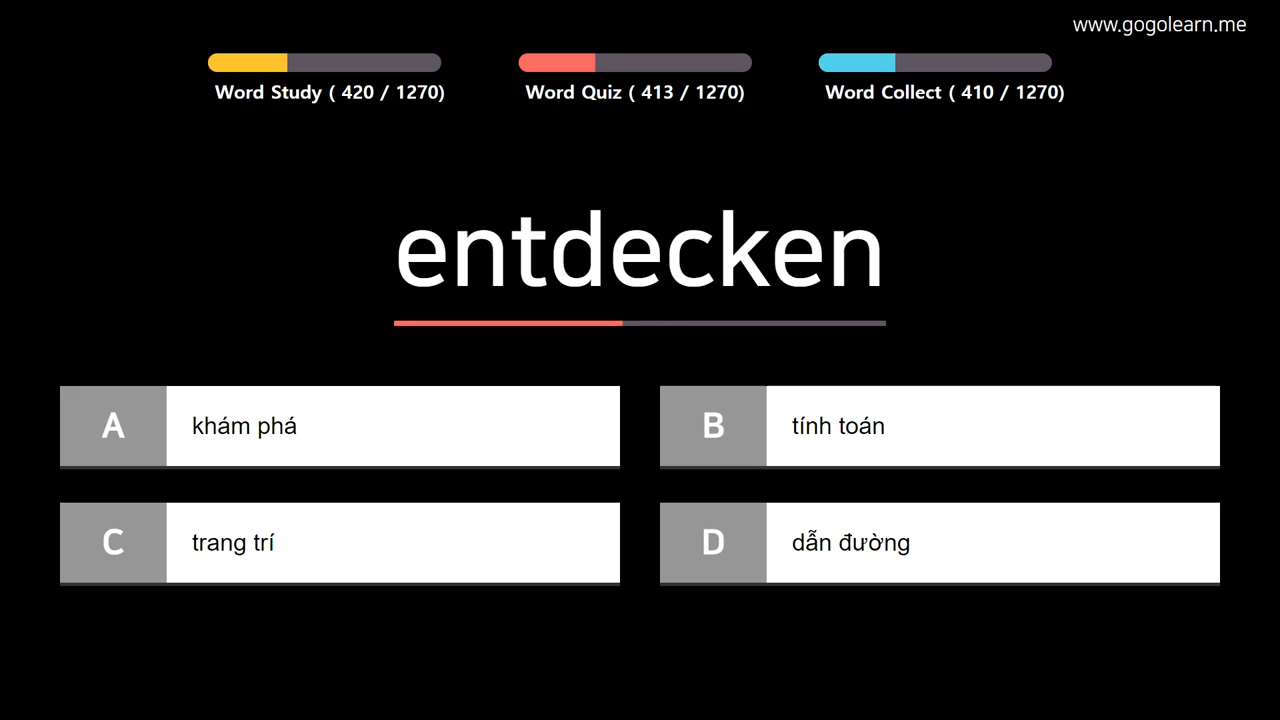 www.gogolearn.me
Word Study ( 420 / 1270)
Word Quiz ( 413 / 1270)
Word Collect ( 410 / 1270)
entdecken
A khám phá
B tính toán
C trang trí
D dẫn đường